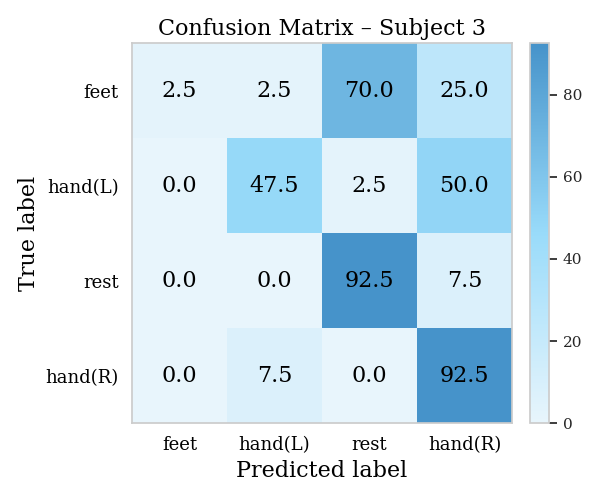 Confusion Matrix – Subject 3
feet 2.5 2.5 70.0 25.0
hand(L) 0.0 47.5 2.5 50.0
rest 0.0 0.0 92.5 7.5
hand(R) 0.0 7.5 0.0 92.5
feet hand(L) rest hand(R)
Predicted label
True label
80
60
40
20
0